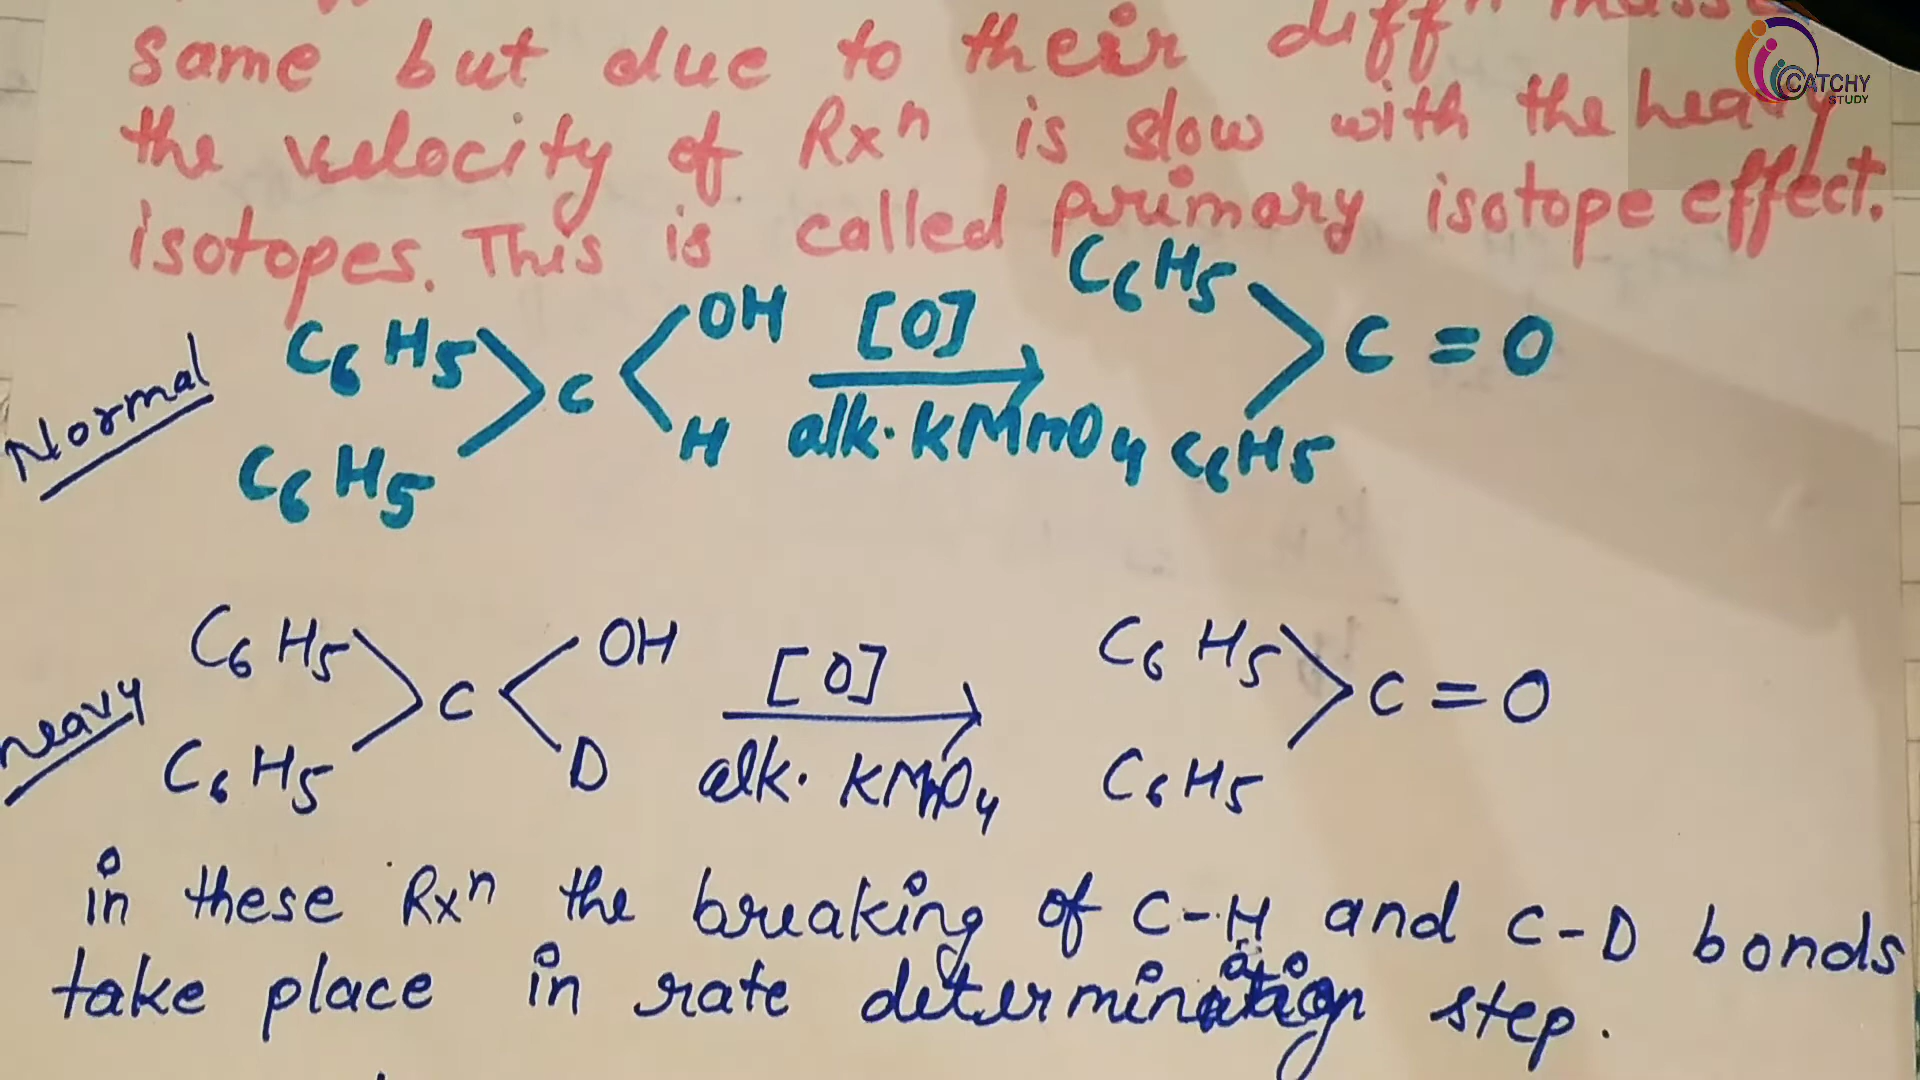 same but due to their diffn masses
the velocity of Rxn is slow with the heavy
isotopes. This is called primary isotope effect.
CATCHY
STUDY
Normal
C6H5 C6H5 C OH H [O] alk. KMnO4 C6H5 C6H5 C = O
heavy
C6H5 C6H5 C OH D [O] alk. KMnO4 C6H5 C6H5 C = O
in these Rxn the breaking of C-H and C-D bonds
take place in rate step.